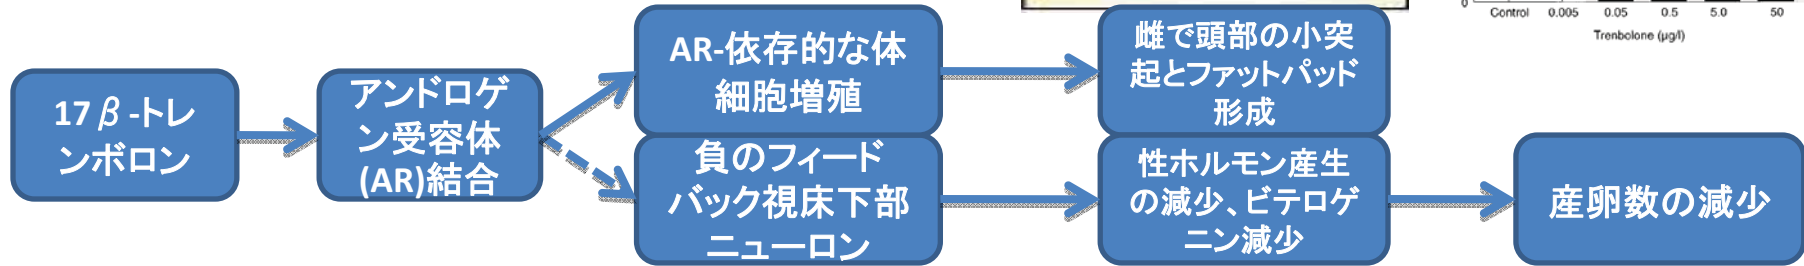 0
Control 0.005 0.05 0.5 5.0 50
Trenbolone (µg/l)
17β-トレ
ンボロン
アンドロゲ
ン受容体
(AR)結合
AR-依存的な体
細胞増殖
雌で頭部の小突
起とファットパッド
形成
負のフィード
バック視床下部
ニューロン
性ホルモン産生
の減少、ビテロゲ
ニン減少
産卵数の減少